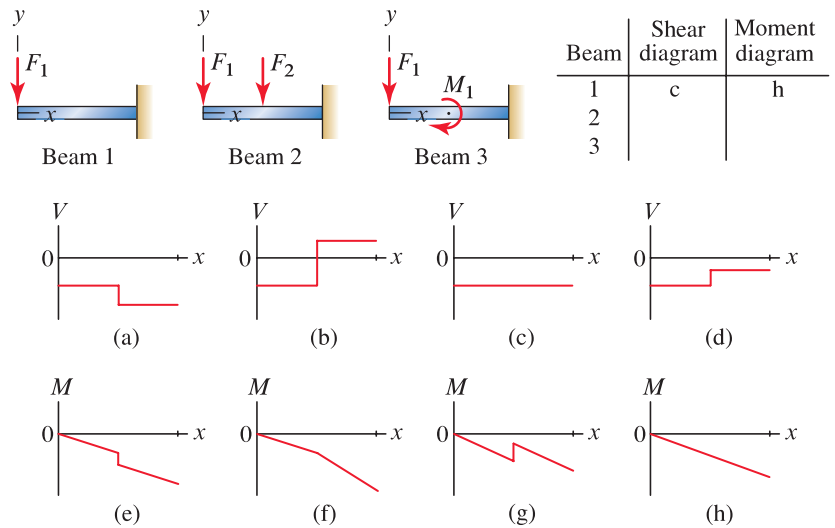 y
F₁
x
Beam 1
y
F₁
F₂
x
Beam 2
y
F₁
M₁
x
Beam 3
Beam Shear diagram Moment diagram
1 c h
2
3
V
0
x
(a)
V
0
x
(b)
V
0
x
(c)
V
0
x
(d)
M
0
x
(e)
M
0
x
(f)
M
0
x
(g)
M
0
x
(h)